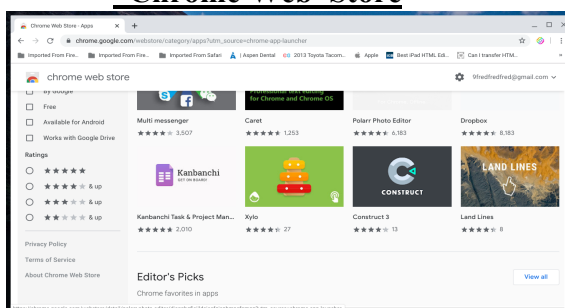 Chrome Web Store
Chrome Web Store - Apps
chrome.google.com/webstore/category/apps?utm_source=chrome-app-launcher
Imported From Fire... Imported From Fire... Imported From Safari | Aspen Dental 2013 Toyota Tacom... Apple Best iPad HTML Edi... Can I transfer HTM... »
chrome web store 9fredfredfred@gmail.com
By Google
Free
Available for Android
Works with Google Drive
Ratings
& up
& up
& up
Privacy Policy
Terms of Service
About Chrome Web Store
for Chrome and Chrome OS
Multi messenger Caret Polarr Photo Editor Dropbox
3,507 1,253 6,183 8,183
Kanbanchi
GET ON BOARD!
CONSTRUCT
LAND LINES
Kanbanchi Task & Project Man... Xylo Construct 3 Land Lines
2,010 27 13 8
Editor's Picks View all
Chrome favorites in apps